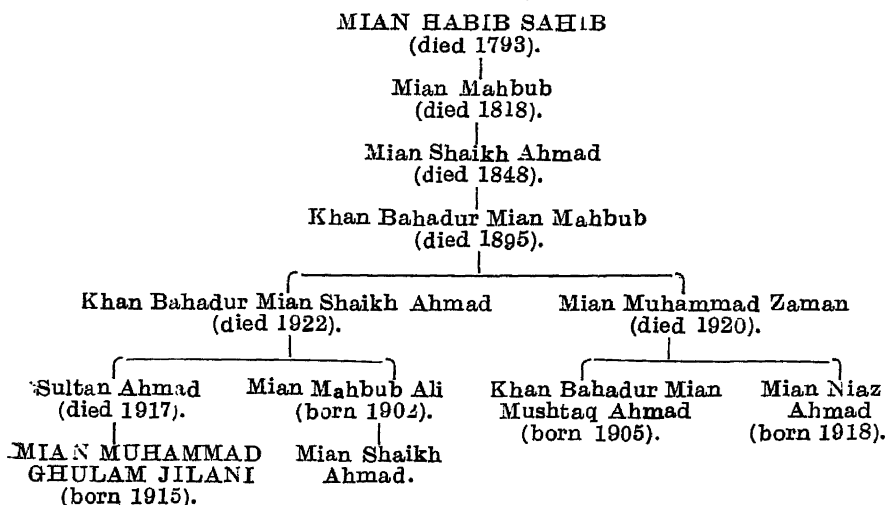 MIAN HABIB SAHIB
(died 1793).
Mian Mahbub
(died 1818).
Mian Shaikh Ahmad
(died 1848).
Khan Bahadur Mian Mahbub
(died 1895).
Khan Bahadur Mian Shaikh Ahmad
(died 1922).
Mian Muhammad Zaman
(died 1920).
Sultan Ahmad
(died 1917).
Mian Mahbub Ali
(born 1902).
Khan Bahadur Mian
Mushtaq Ahmad
(born 1905).
Mian Niaz
Ahmad
(born 1918).
MIAN MUHAMMAD
GHULAM JILANI
(born 1915).
Mian Shaikh
Ahmad.